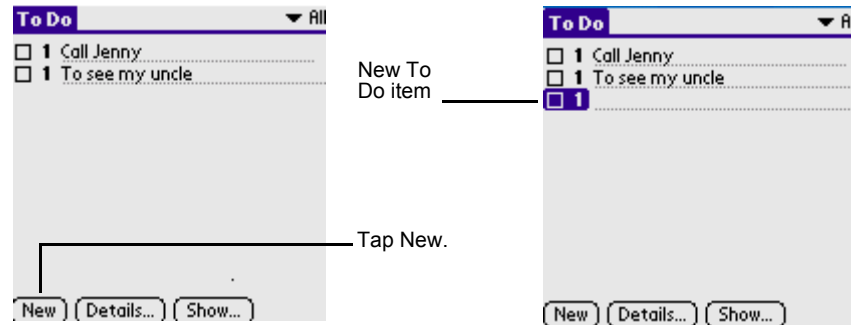 To Do ▼ All
☐ 1 Call Jenny
☐ 1 To see my uncle
New Details... Show...
New To
Do item
Tap New.
To Do ▼ A
☐ 1 Call Jenny
☐ 1 To see my uncle
☐ 1
New Details... Show...